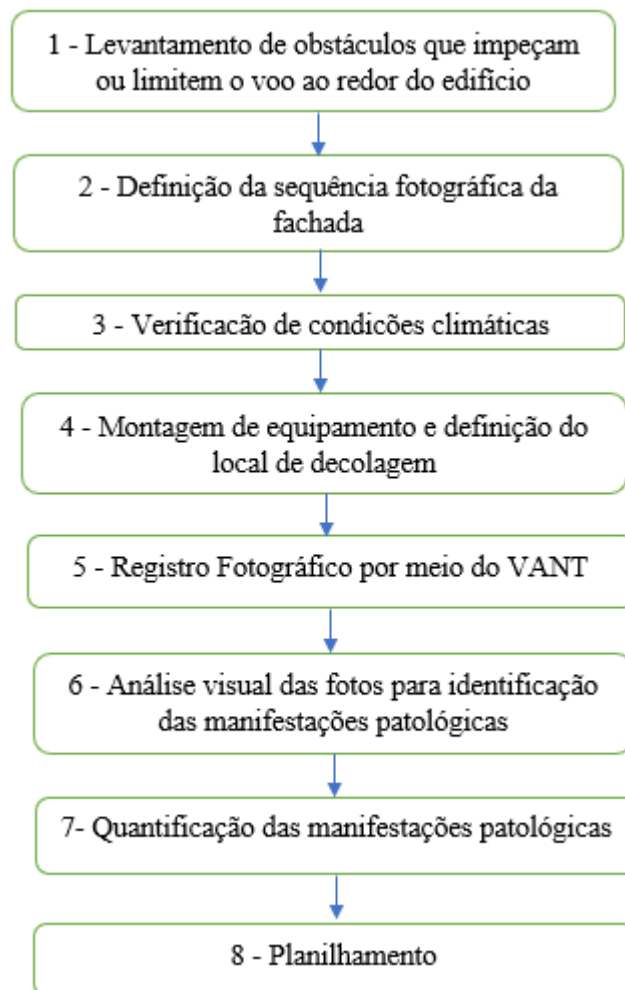 1 - Levantamento de obstáculos que impeçam
ou limitem o voo ao redor do edifício
2 - Definição da sequência fotográfica da
fachada
3 - Verificação de condições climáticas
4 - Montagem de equipamento e definição do
local de decolagem
5 - Registro Fotográfico por meio do VANT
6 - Análise visual das fotos para identificação
das manifestações patológicas
7- Quantificação das manifestações patológicas
8 - Planilhamento